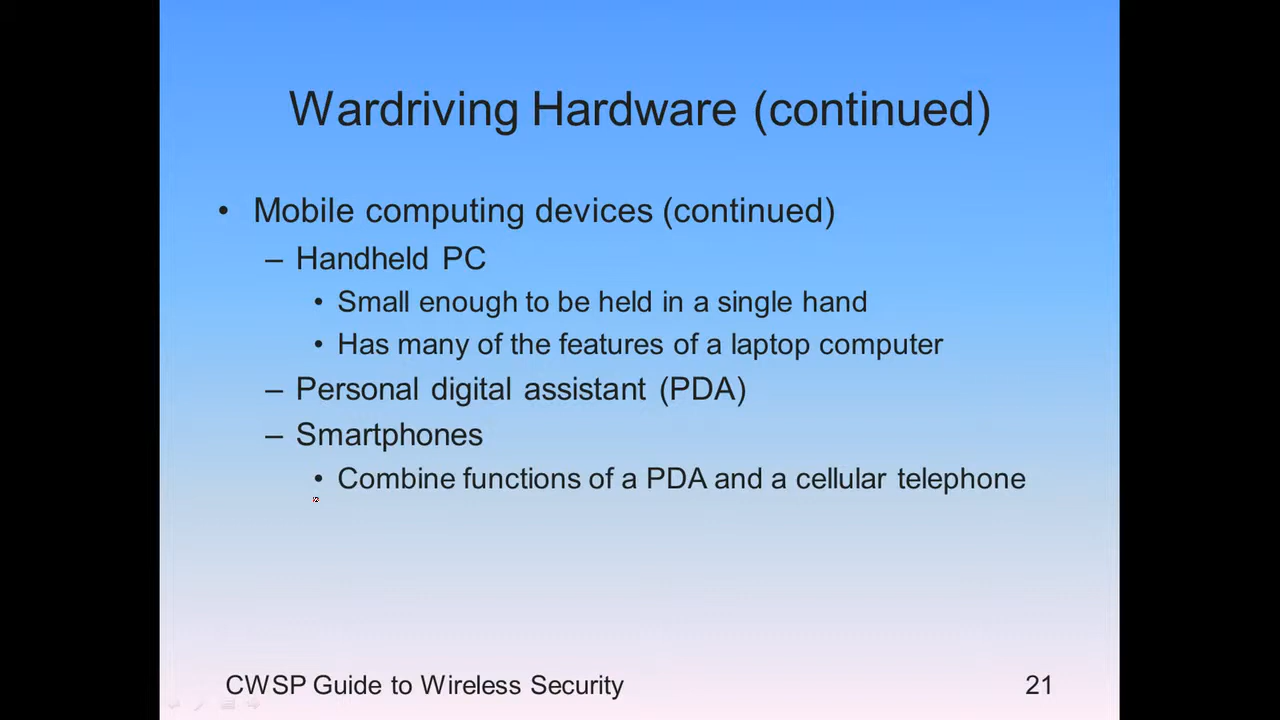 Wardriving Hardware (continued)
• Mobile computing devices (continued)
– Handheld PC
• Small enough to be held in a single hand
• Has many of the features of a laptop computer
– Personal digital assistant (PDA)
– Smartphones
• Combine functions of a PDA and a cellular telephone
CWSP Guide to Wireless Security
21